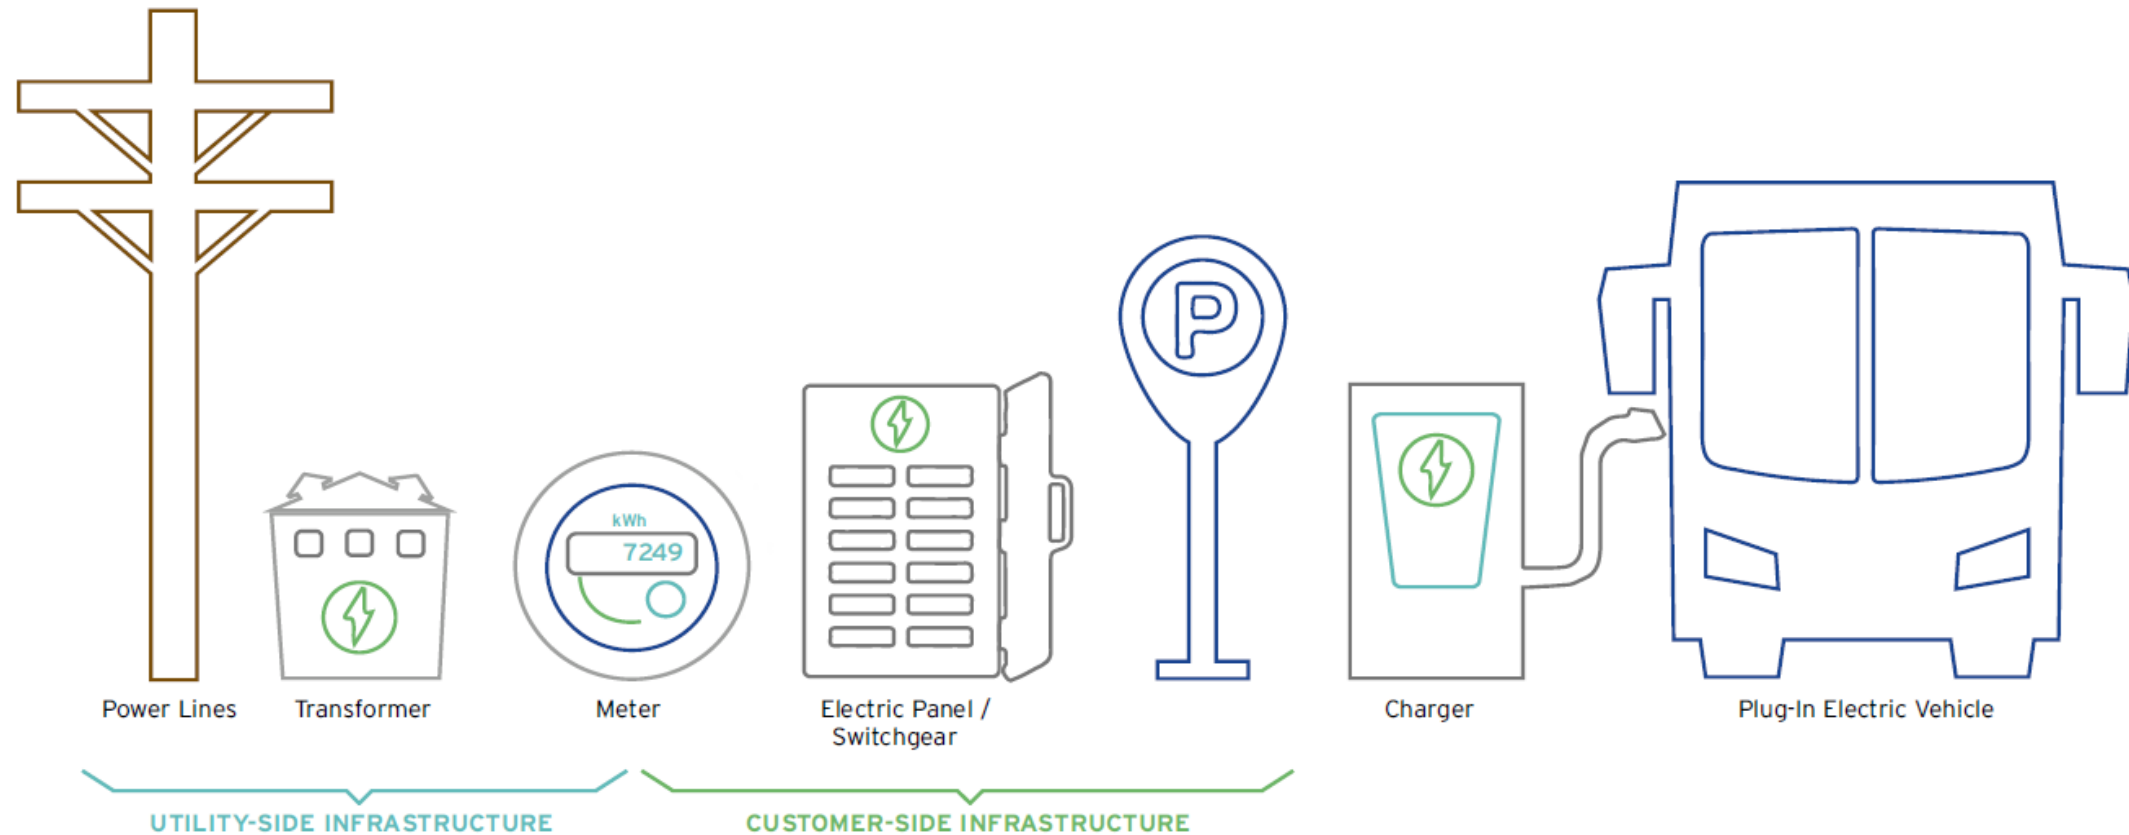 P
kWh
7249
Power Lines
Transformer
Meter
Electric Panel /
Switchgear
Charger
Plug-In Electric Vehicle
UTILITY-SIDE INFRASTRUCTURE
CUSTOMER-SIDE INFRASTRUCTURE